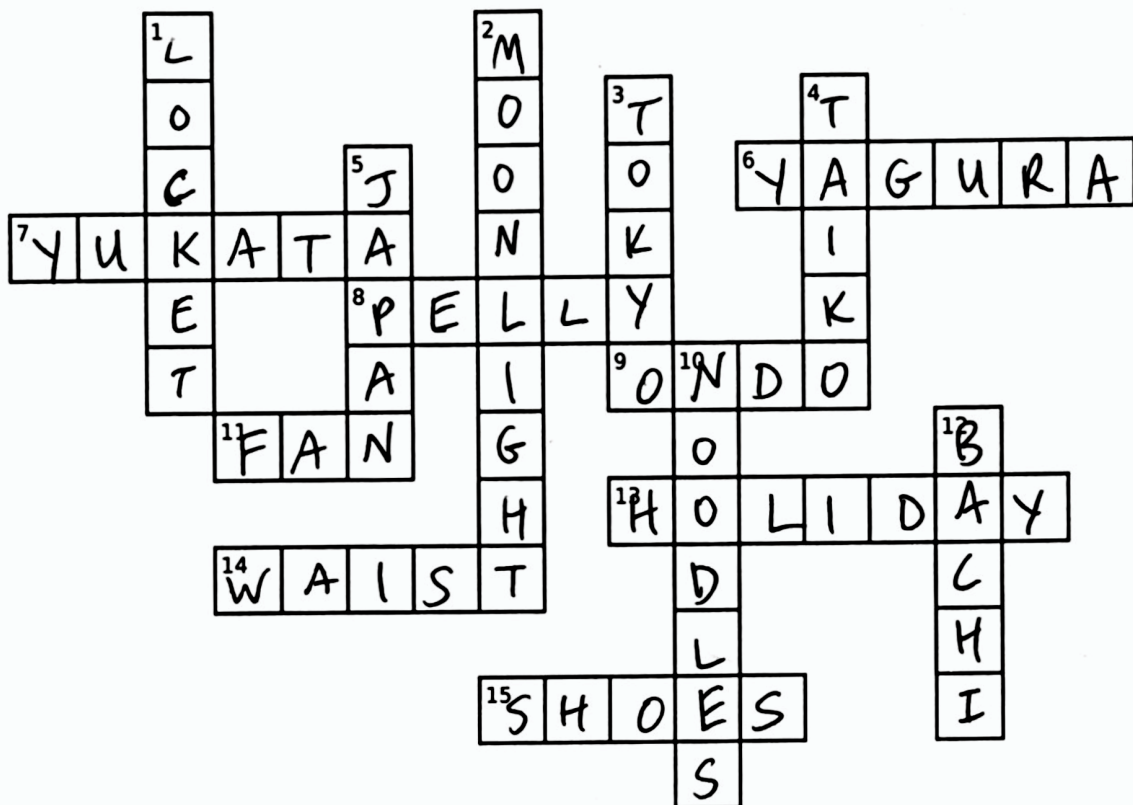 1 LOCKET
2 MOONLIGHT
3 TOKYO
4 TAIKO
5 JAPAN
6 YAGURA
7 YUKATA
8 PELLY
9 ONDO
10 NOODLES
11 FAN
12 BACHI
13 HOLIDAY
14 WAIST
15 SHOES